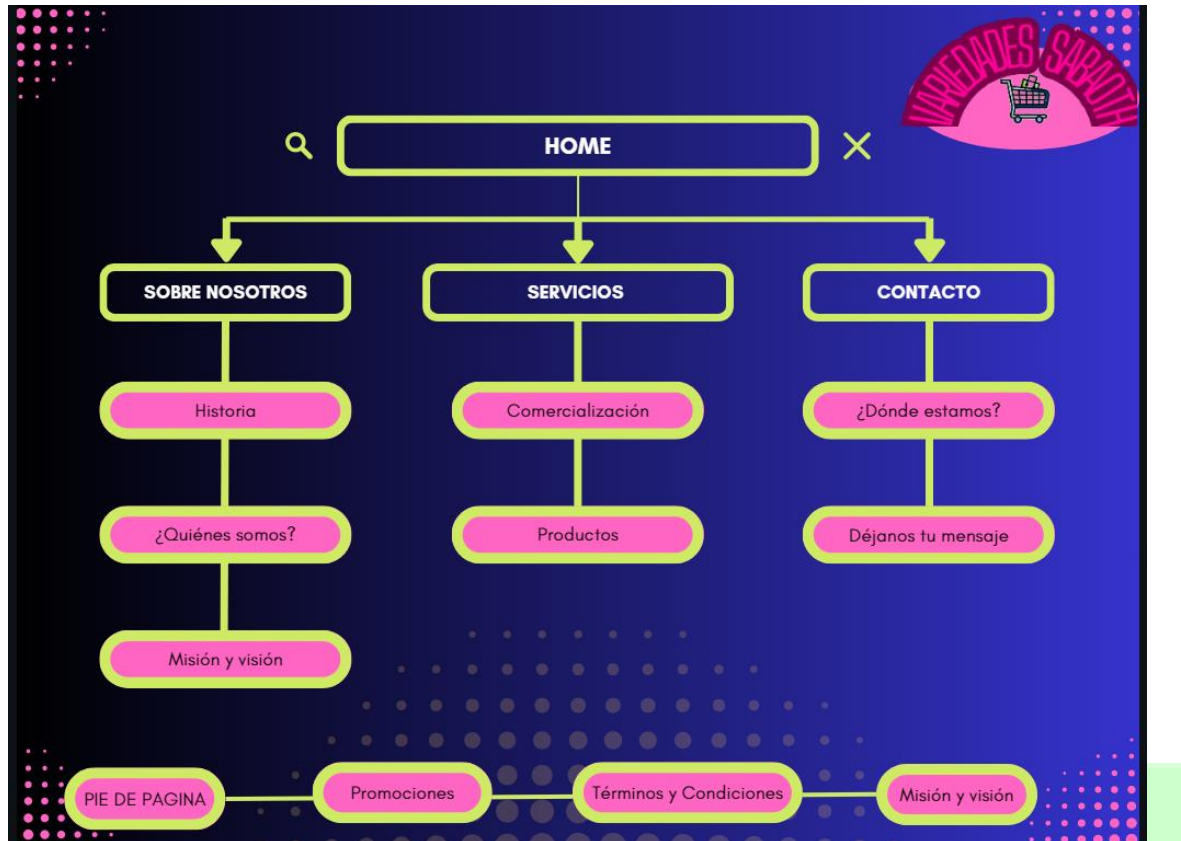 VARIEDADES SABAOTH
HOME
SOBRE NOSOTROS
SERVICIOS
CONTACTO
Historia
Comercialización
¿Dónde estamos?
¿Quiénes somos?
Productos
Déjanos tu mensaje
Misión y visión
PIE DE PAGINA
Promociones
Términos y Condiciones
Misión y visión